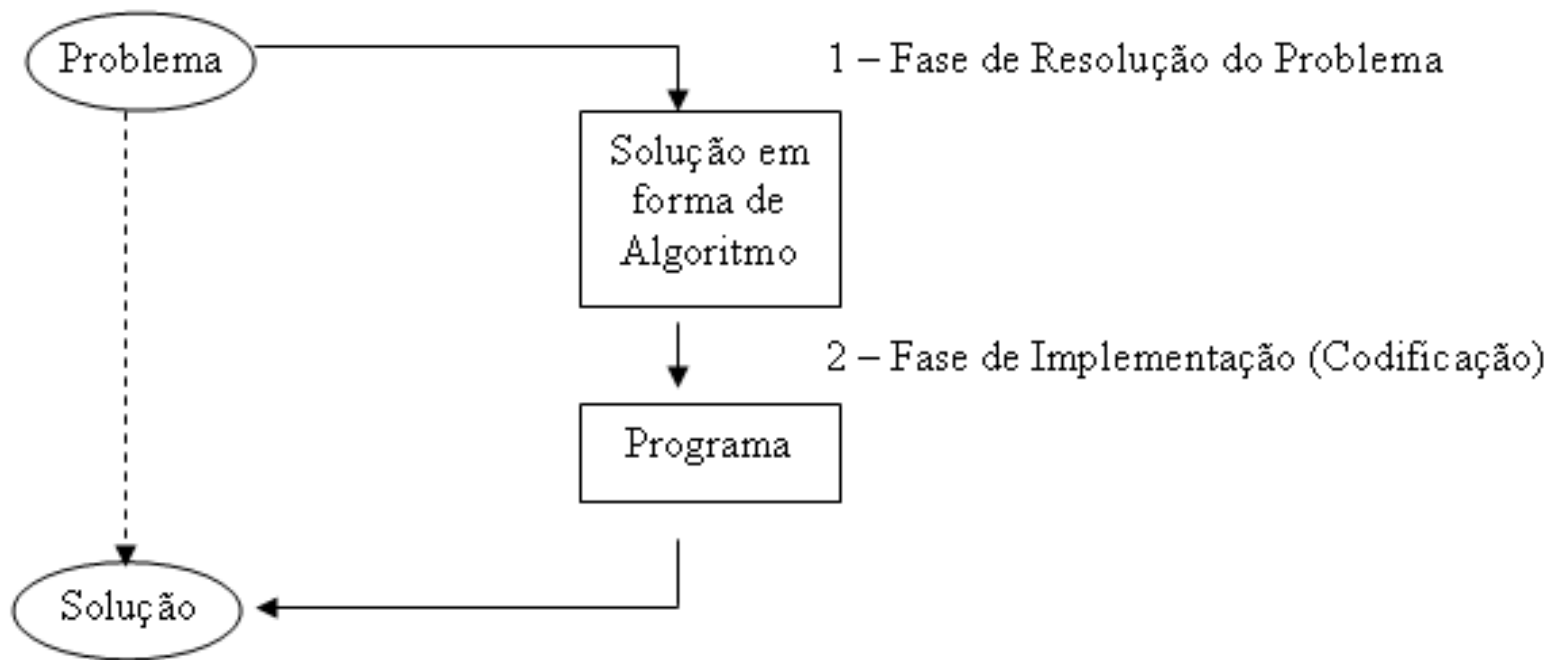 Problema
1 – Fase de Resolução do Problema
Solução em
forma de
Algoritmo
2 – Fase de Implementação (Codificação)
Programa
Solução